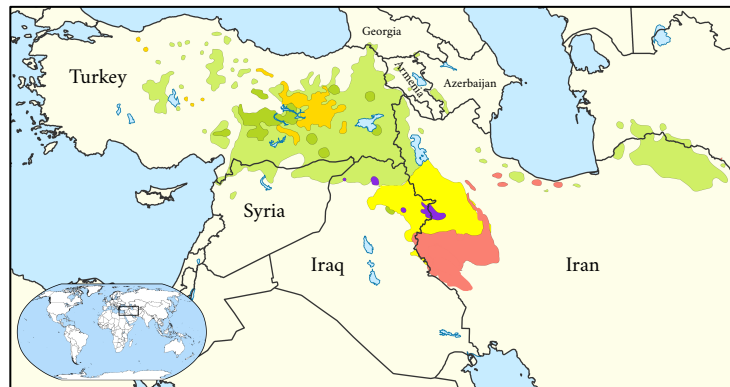 Georgia
Turkey
Armenia
Azerbaijan
Syria
Iraq
Iran